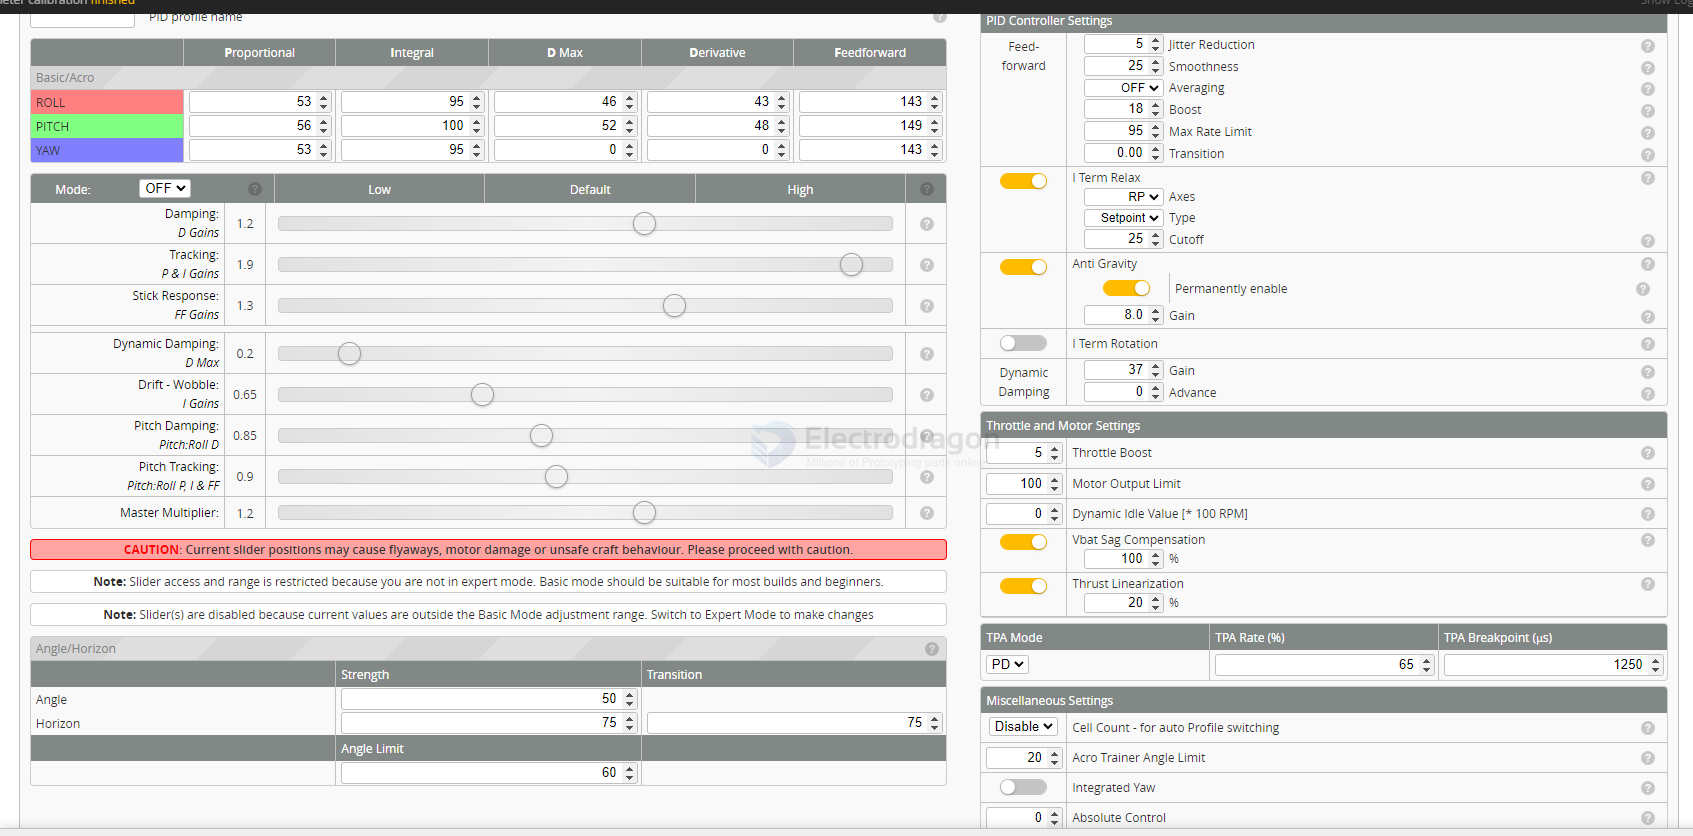 meter calibration finished
Show Log
PID profile name
Proportional Integral D Max Derivative Feedforward
Basic/Acro
ROLL 53 95 46 43 143
PITCH 56 100 52 48 149
YAW 53 95 0 0 143
Mode: OFF Low Default High
Damping:
D Gains 1.2
Tracking:
P & I Gains 1.9
Stick Response:
FF Gains 1.3
Dynamic Damping:
D Max 0.2
Drift - Wobble:
I Gains 0.65
Pitch Damping:
Pitch:Roll D 0.85
Pitch Tracking:
Pitch:Roll P, I & FF 0.9
Master Multiplier: 1.2
CAUTION: Current slider positions may cause flyaways, motor damage or unsafe craft behaviour. Please proceed with caution.
Note: Slider access and range is restricted because you are not in expert mode. Basic mode should be suitable for most builds and beginners.
Note: Slider(s) are disabled because current values are outside the Basic Mode adjustment range. Switch to Expert Mode to make changes
Angle/Horizon
Strength Transition
Angle 50
Horizon 75 75
Angle Limit
60
PID Controller Settings
Feed-
forward
5 Jitter Reduction
25 Smoothness
OFF Averaging
18 Boost
95 Max Rate Limit
0.00 Transition
I Term Relax
RP Axes
Setpoint Type
25 Cutoff
Anti Gravity
Permanently enable
8.0 Gain
I Term Rotation
Dynamic
Damping
37 Gain
0 Advance
Throttle and Motor Settings
5 Throttle Boost
100 Motor Output Limit
0 Dynamic Idle Value [* 100 RPM]
Vbat Sag Compensation
100 %
Thrust Linearization
20 %
TPA Mode TPA Rate (%) TPA Breakpoint (µs)
PD 65 1250
Miscellaneous Settings
Disable Cell Count - for auto Profile switching
20 Acro Trainer Angle Limit
Integrated Yaw
0 Absolute Control
Electrodragon
Millions of Prototyping parts online